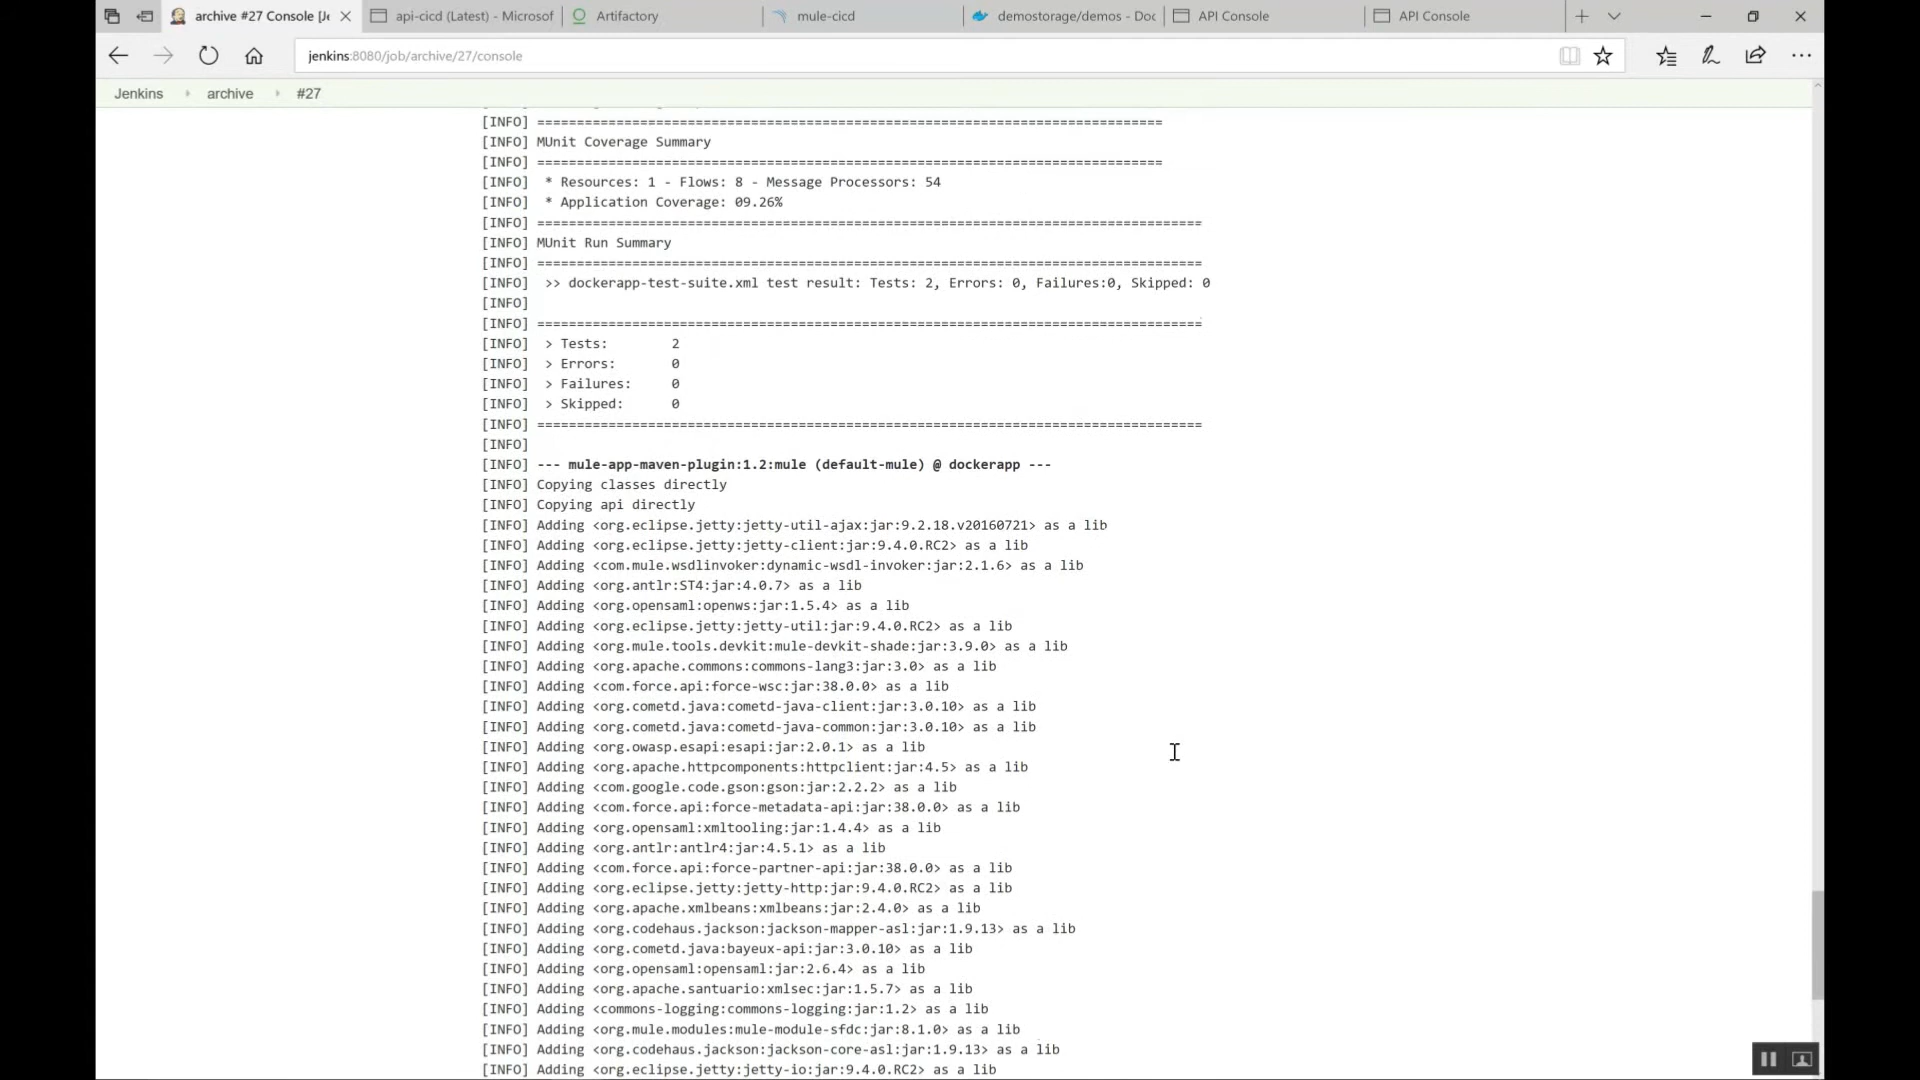 archive #27 Console [Je
api-cicd (Latest) - Microsoft
Artifactory
mule-cicd
demostorage/demos - Doc
API Console
API Console
jenkins:8080/job/archive/27/console
Jenkins archive #27
[INFO] ===============================================================================
[INFO] MUnit Coverage Summary
[INFO] ===============================================================================
[INFO]  * Resources: 1 - Flows: 8 - Message Processors: 54
[INFO]  * Application Coverage: 09.26%
[INFO] ====================================================================================
[INFO] MUnit Run Summary
[INFO] ====================================================================================
[INFO]  >> dockerapp-test-suite.xml test result: Tests: 2, Errors: 0, Failures:0, Skipped: 0
[INFO]
[INFO] ====================================================================================
[INFO]  > Tests:        2
[INFO]  > Errors:       0
[INFO]  > Failures:     0
[INFO]  > Skipped:      0
[INFO] ====================================================================================
[INFO]
[INFO] --- mule-app-maven-plugin:1.2:mule (default-mule) @ dockerapp ---
[INFO] Copying classes directly
[INFO] Copying api directly
[INFO] Adding <org.eclipse.jetty:jetty-util-ajax:jar:9.2.18.v20160721> as a lib
[INFO] Adding <org.eclipse.jetty:jetty-client:jar:9.4.0.RC2> as a lib
[INFO] Adding <com.mule.wsdlinvoker:dynamic-wsdl-invoker:jar:2.1.6> as a lib
[INFO] Adding <org.antlr:ST4:jar:4.0.7> as a lib
[INFO] Adding <org.opensaml:openws:jar:1.5.4> as a lib
[INFO] Adding <org.eclipse.jetty:jetty-util:jar:9.4.0.RC2> as a lib
[INFO] Adding <org.mule.tools.devkit:mule-devkit-shade:jar:3.9.0> as a lib
[INFO] Adding <org.apache.commons:commons-lang3:jar:3.0> as a lib
[INFO] Adding <com.force.api:force-wsc:jar:38.0.0> as a lib
[INFO] Adding <org.cometd.java:cometd-java-client:jar:3.0.10> as a lib
[INFO] Adding <org.cometd.java:cometd-java-common:jar:3.0.10> as a lib
[INFO] Adding <org.owasp.esapi:esapi:jar:2.0.1> as a lib
[INFO] Adding <org.apache.httpcomponents:httpclient:jar:4.5> as a lib
[INFO] Adding <com.google.code.gson:gson:jar:2.2.2> as a lib
[INFO] Adding <com.force.api:force-metadata-api:jar:38.0.0> as a lib
[INFO] Adding <org.opensaml:xmltooling:jar:1.4.4> as a lib
[INFO] Adding <org.antlr:antlr4:jar:4.5.1> as a lib
[INFO] Adding <com.force.api:force-partner-api:jar:38.0.0> as a lib
[INFO] Adding <org.eclipse.jetty:jetty-http:jar:9.4.0.RC2> as a lib
[INFO] Adding <org.apache.xmlbeans:xmlbeans:jar:2.4.0> as a lib
[INFO] Adding <org.codehaus.jackson:jackson-mapper-asl:jar:1.9.13> as a lib
[INFO] Adding <org.cometd.java:bayeux-api:jar:3.0.10> as a lib
[INFO] Adding <org.opensaml:opensaml:jar:2.6.4> as a lib
[INFO] Adding <org.apache.santuario:xmlsec:jar:1.5.7> as a lib
[INFO] Adding <commons-logging:commons-logging:jar:1.2> as a lib
[INFO] Adding <org.mule.modules:mule-module-sfdc:jar:8.1.0> as a lib
[INFO] Adding <org.codehaus.jackson:jackson-core-asl:jar:1.9.13> as a lib
[INFO] Adding <org.eclipse.jetty:jetty-io:jar:9.4.0.RC2> as a lib